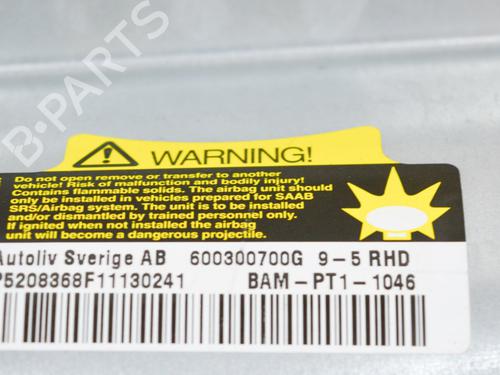 B-PARTS
WARNING!
Do not open remove or transfer to another
vehicle! Risk of malfunction and bodily injury!
Contains flammable solids. The airbag unit should
only be installed in vehicles prepared for SAAB
SRS/Airbag system. The unit is to be installed
and/or dismantled by trained personnel only.
If ignited when not installed the airbag
unit will become a dangerous projectile.
Autoliv Sverige AB 600300700G 9-5 RHD
P5208368F11130241 BAM-PT1-1046